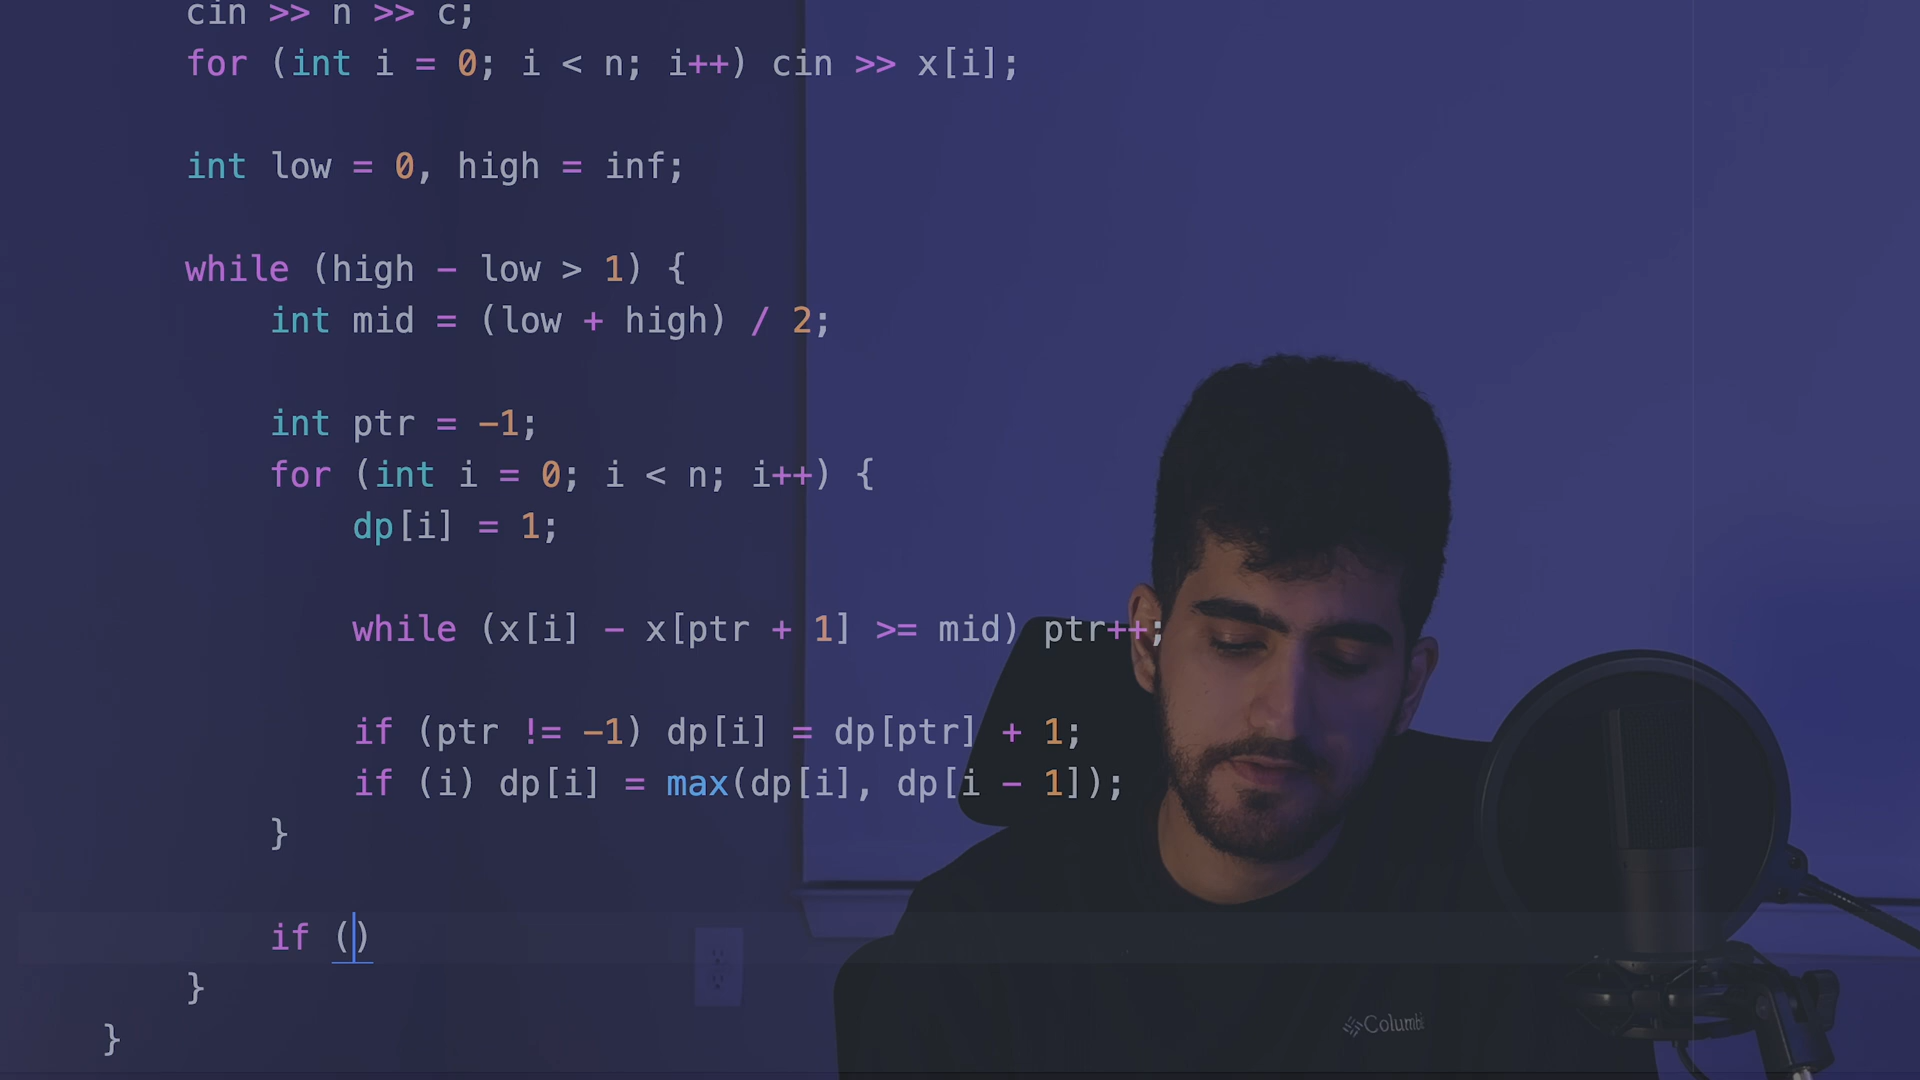 cin >> n >> c;
for (int i = 0; i < n; i++) cin >> x[i];
int low = 0, high = inf;
while (high - low > 1) {
int mid = (low + high) / 2;
int ptr = -1;
for (int i = 0; i < n; i++) {
dp[i] = 1;
while (x[i] - x[ptr + 1] >= mid) ptr++;
if (ptr != -1) dp[i] = dp[ptr] + 1;
if (i) dp[i] = max(dp[i], dp[i - 1]);
}
if ()
}
}
Columbi